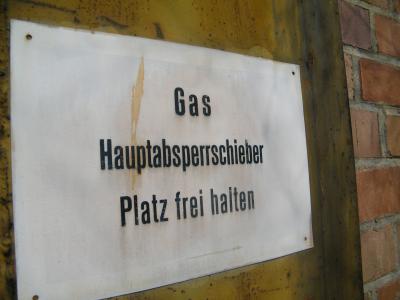 Gas
Hauptabsperrschieber
Platz frei halten